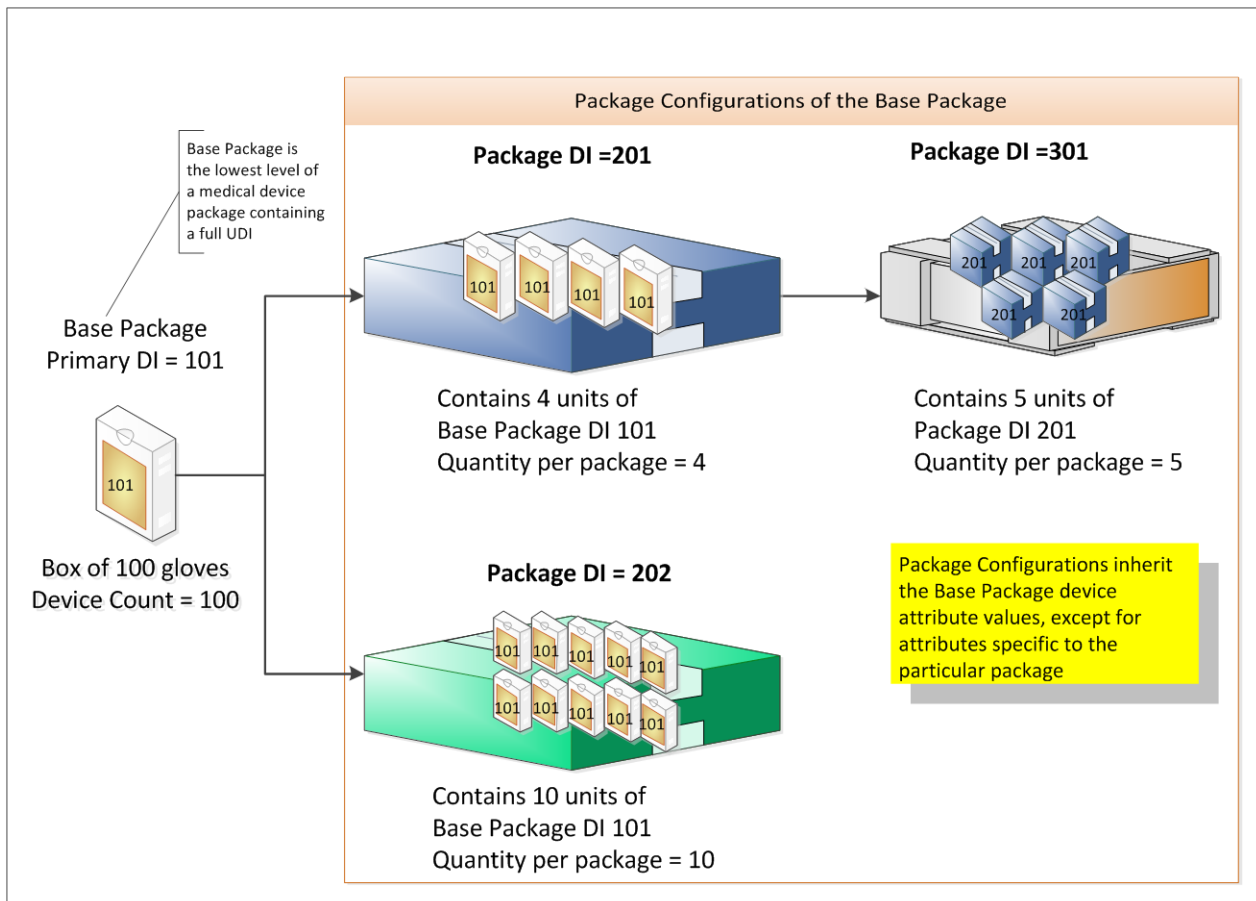 Package Configurations of the Base Package
Base Package is
the lowest level of
a medical device
package containing
a full UDI
Base Package
Primary DI = 101
101
Box of 100 gloves
Device Count = 100
Package DI =201
101
101
101
101
Contains 4 units of
Base Package DI 101
Quantity per package = 4
Package DI =301
201
201
201
201
201
Contains 5 units of
Package DI 201
Quantity per package = 5
Package DI = 202
101
101
101
101
101
101
101
101
101
101
Contains 10 units of
Base Package DI 101
Quantity per package = 10
Package Configurations inherit
the Base Package device
attribute values, except for
attributes specific to the
particular package